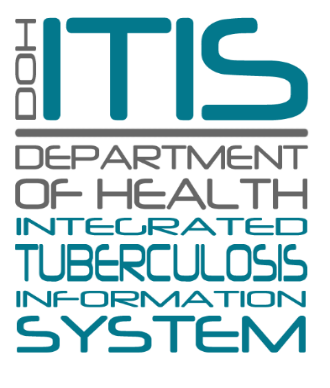 DOH
ITIS
DEPARTMENT
OF HEALTH
INTEGRATED
TUBERCULOSIS
INFORMATION
SYSTEM